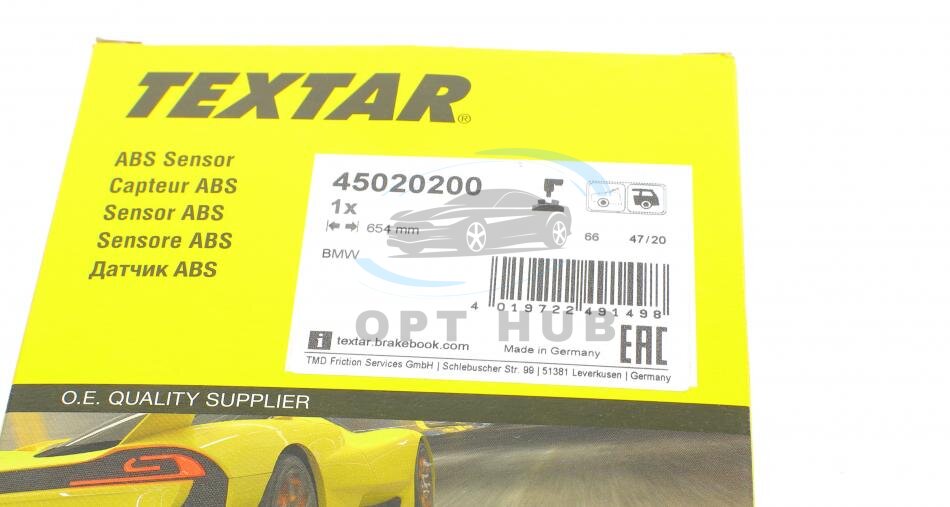 TEXTAR®
ABS Sensor
Capteur ABS
Sensor ABS
Sensore ABS
Датчик ABS
45020200
1x
654 mm
BMW
66 47/20
4 019722 491498
OPT HUB
textar.brakebook.com
Made in Germany
EAC
TMD Friction Services GmbH | Schlebuscher Str. 99 | 51381 Leverkusen | Germany
O.E. QUALITY SUPPLIER